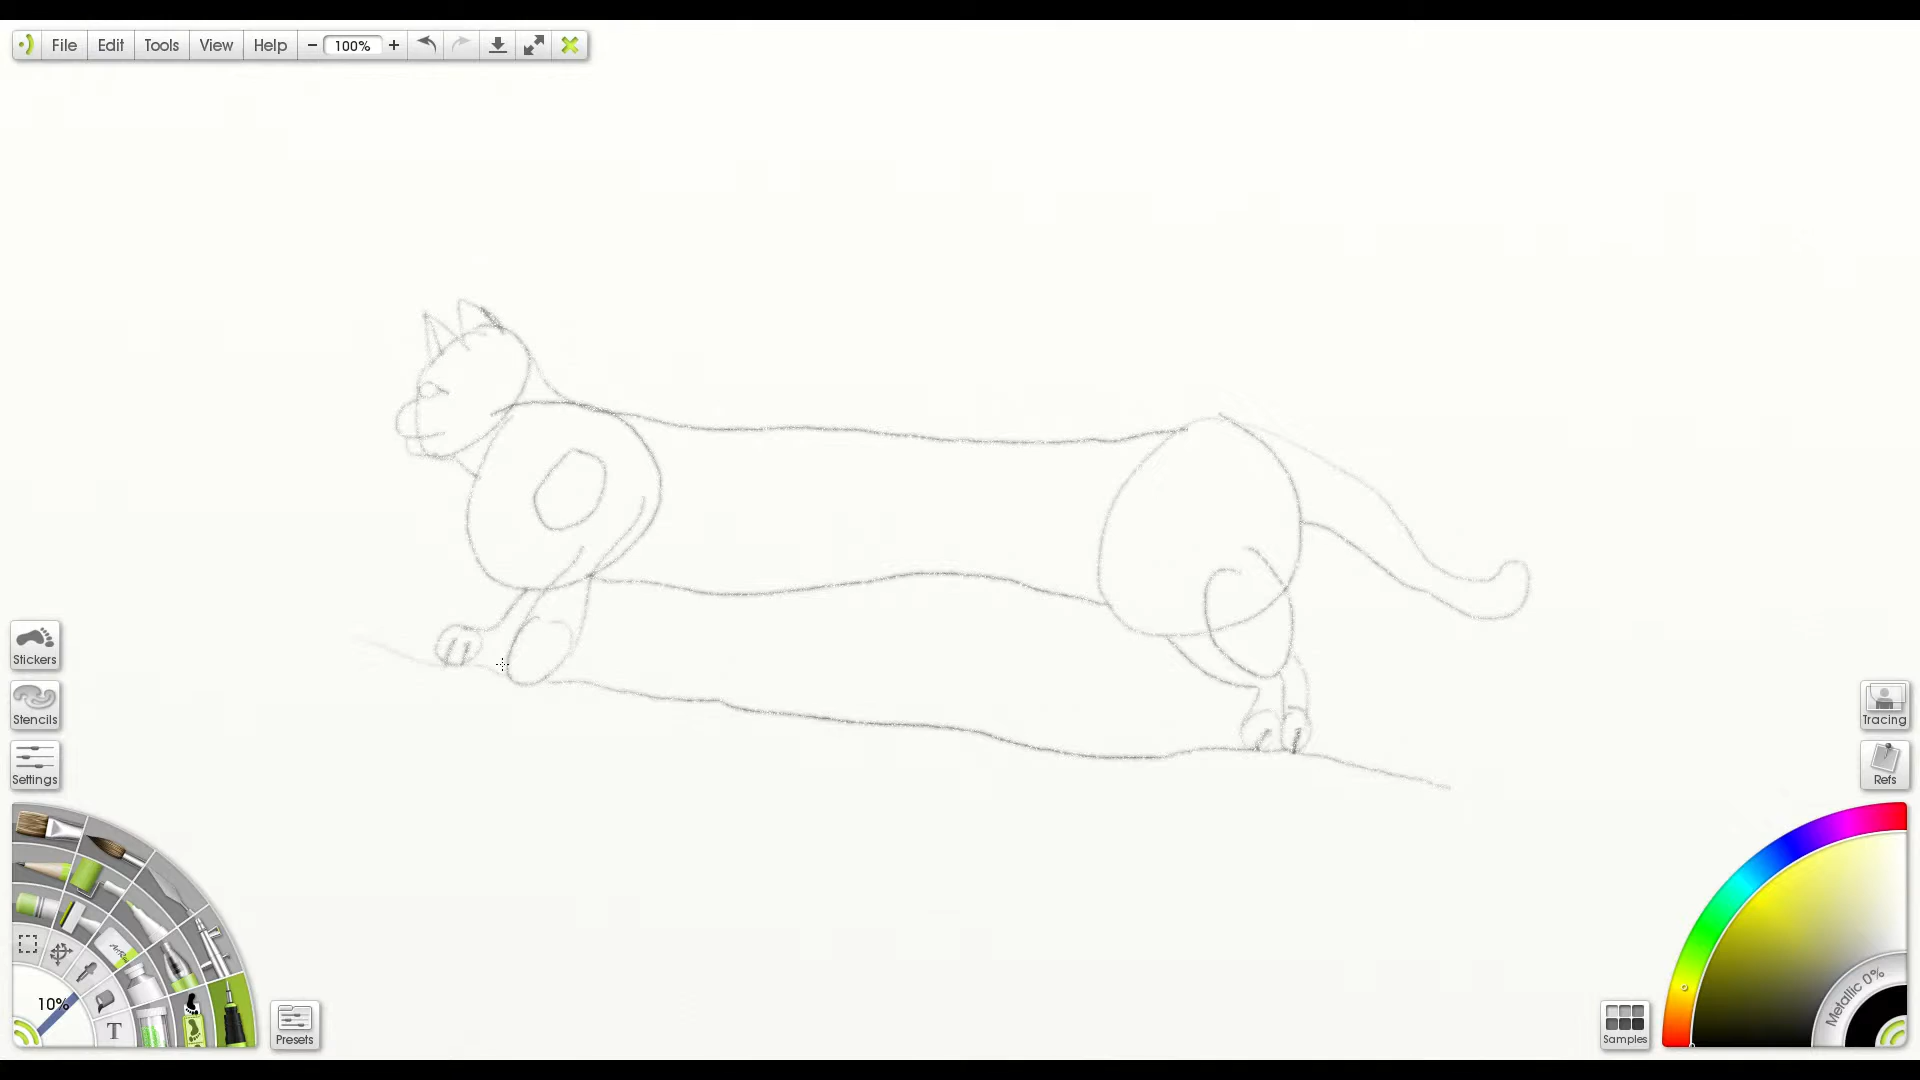 File Edit Tools View Help − 100% +
Stickers
Stencils
Settings
Tracing
Refs
10%
T
Presets
Metallic 0%
Samples